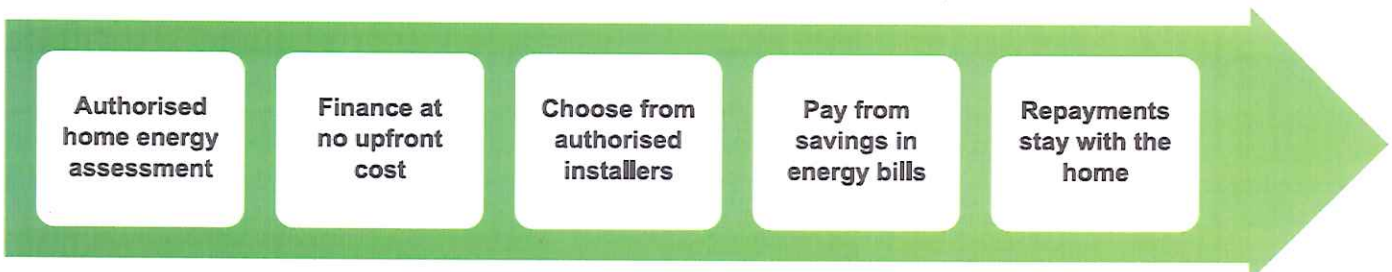 Authorised
home energy
assessment
Finance at
no upfront
cost
Choose from
authorised
installers
Pay from
savings in
energy bills
Repayments
stay with the
home